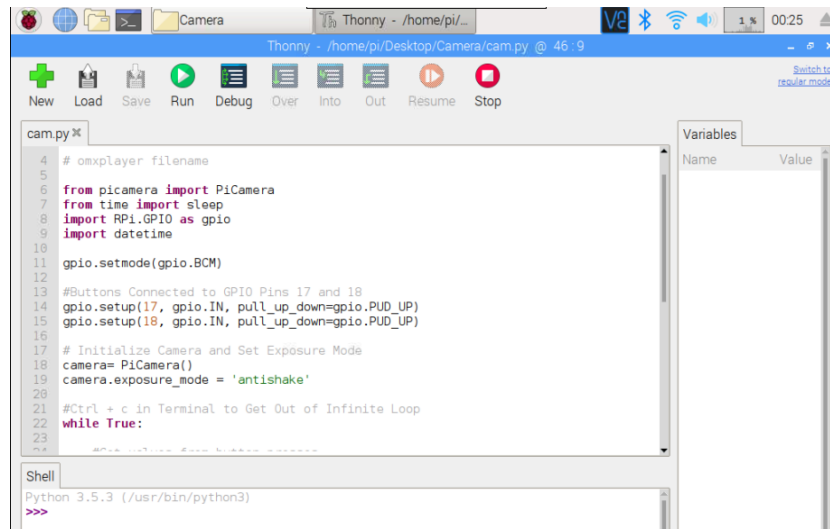 Camera
Thonny - /home/pi/...
1 %
00:25
Thonny - /home/pi/Desktop/Camera/cam.py @ 46:9
New
Load
Save
Run
Debug
Over
Into
Out
Resume
Stop
Switch to
regular mode
cam.py
Variables
Name
Value
4 # omxplayer filename
5
6 from picamera import PiCamera
7 from time import sleep
8 import RPi.GPIO as gpio
9 import datetime
10
11 gpio.setmode(gpio.BCM)
12
13 #Buttons Connected to GPIO Pins 17 and 18
14 gpio.setup(17, gpio.IN, pull_up_down=gpio.PUD_UP)
15 gpio.setup(18, gpio.IN, pull_up_down=gpio.PUD_UP)
16
17 # Initialize Camera and Set Exposure Mode
18 camera= PiCamera()
19 camera.exposure_mode = 'antishake'
20
21 #Ctrl + c in Terminal to Get Out of Infinite Loop
22 while True:
23
Shell
Python 3.5.3 (/usr/bin/python3)
>>>